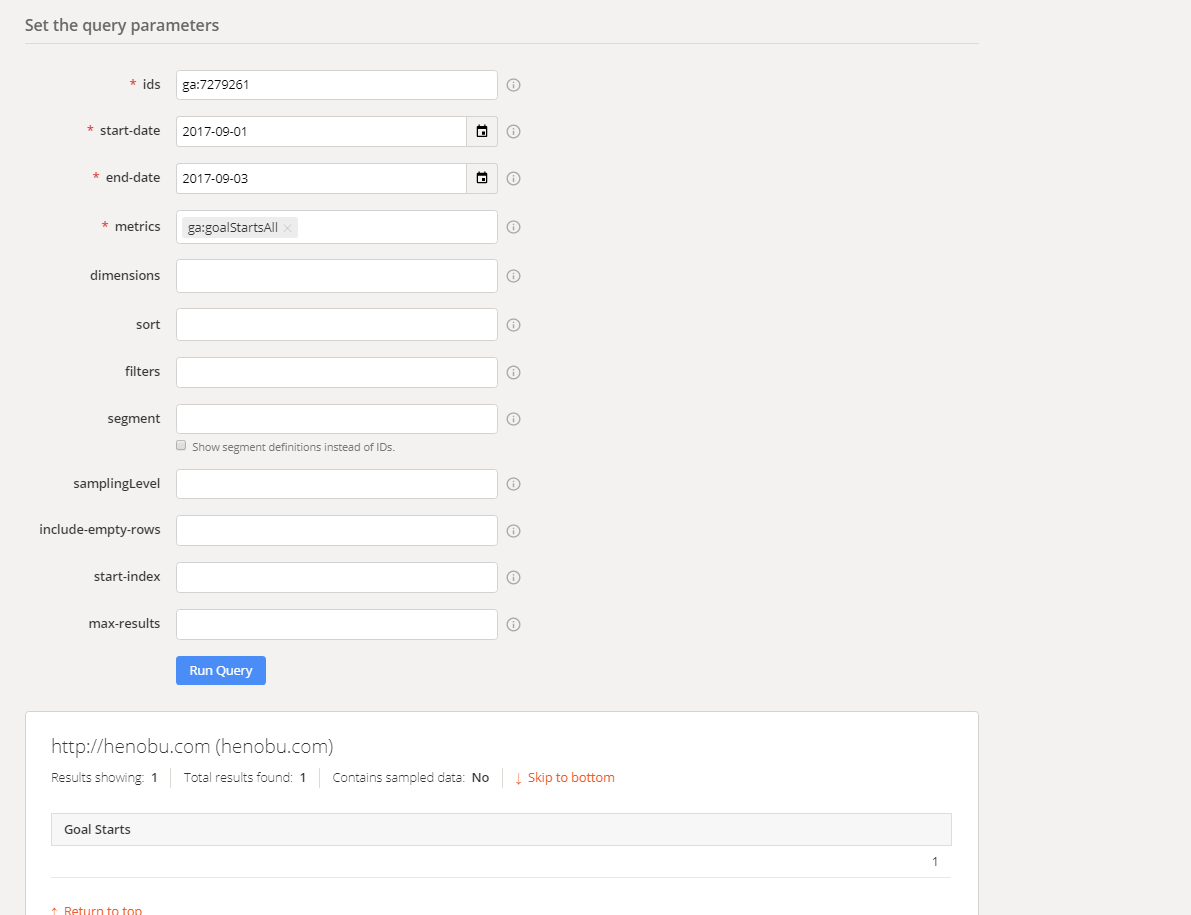 Set the query parameters
* ids ga:7279261
* start-date 2017-09-01
* end-date 2017-09-03
* metrics ga:goalStartsAll ×
dimensions
sort
filters
segment
Show segment definitions instead of IDs.
samplingLevel
include-empty-rows
start-index
max-results
Run Query
http://henobu.com (henobu.com)
Results showing: 1 Total results found: 1 Contains sampled data: No ↓ Skip to bottom
Goal Starts
1
↑ Return to top